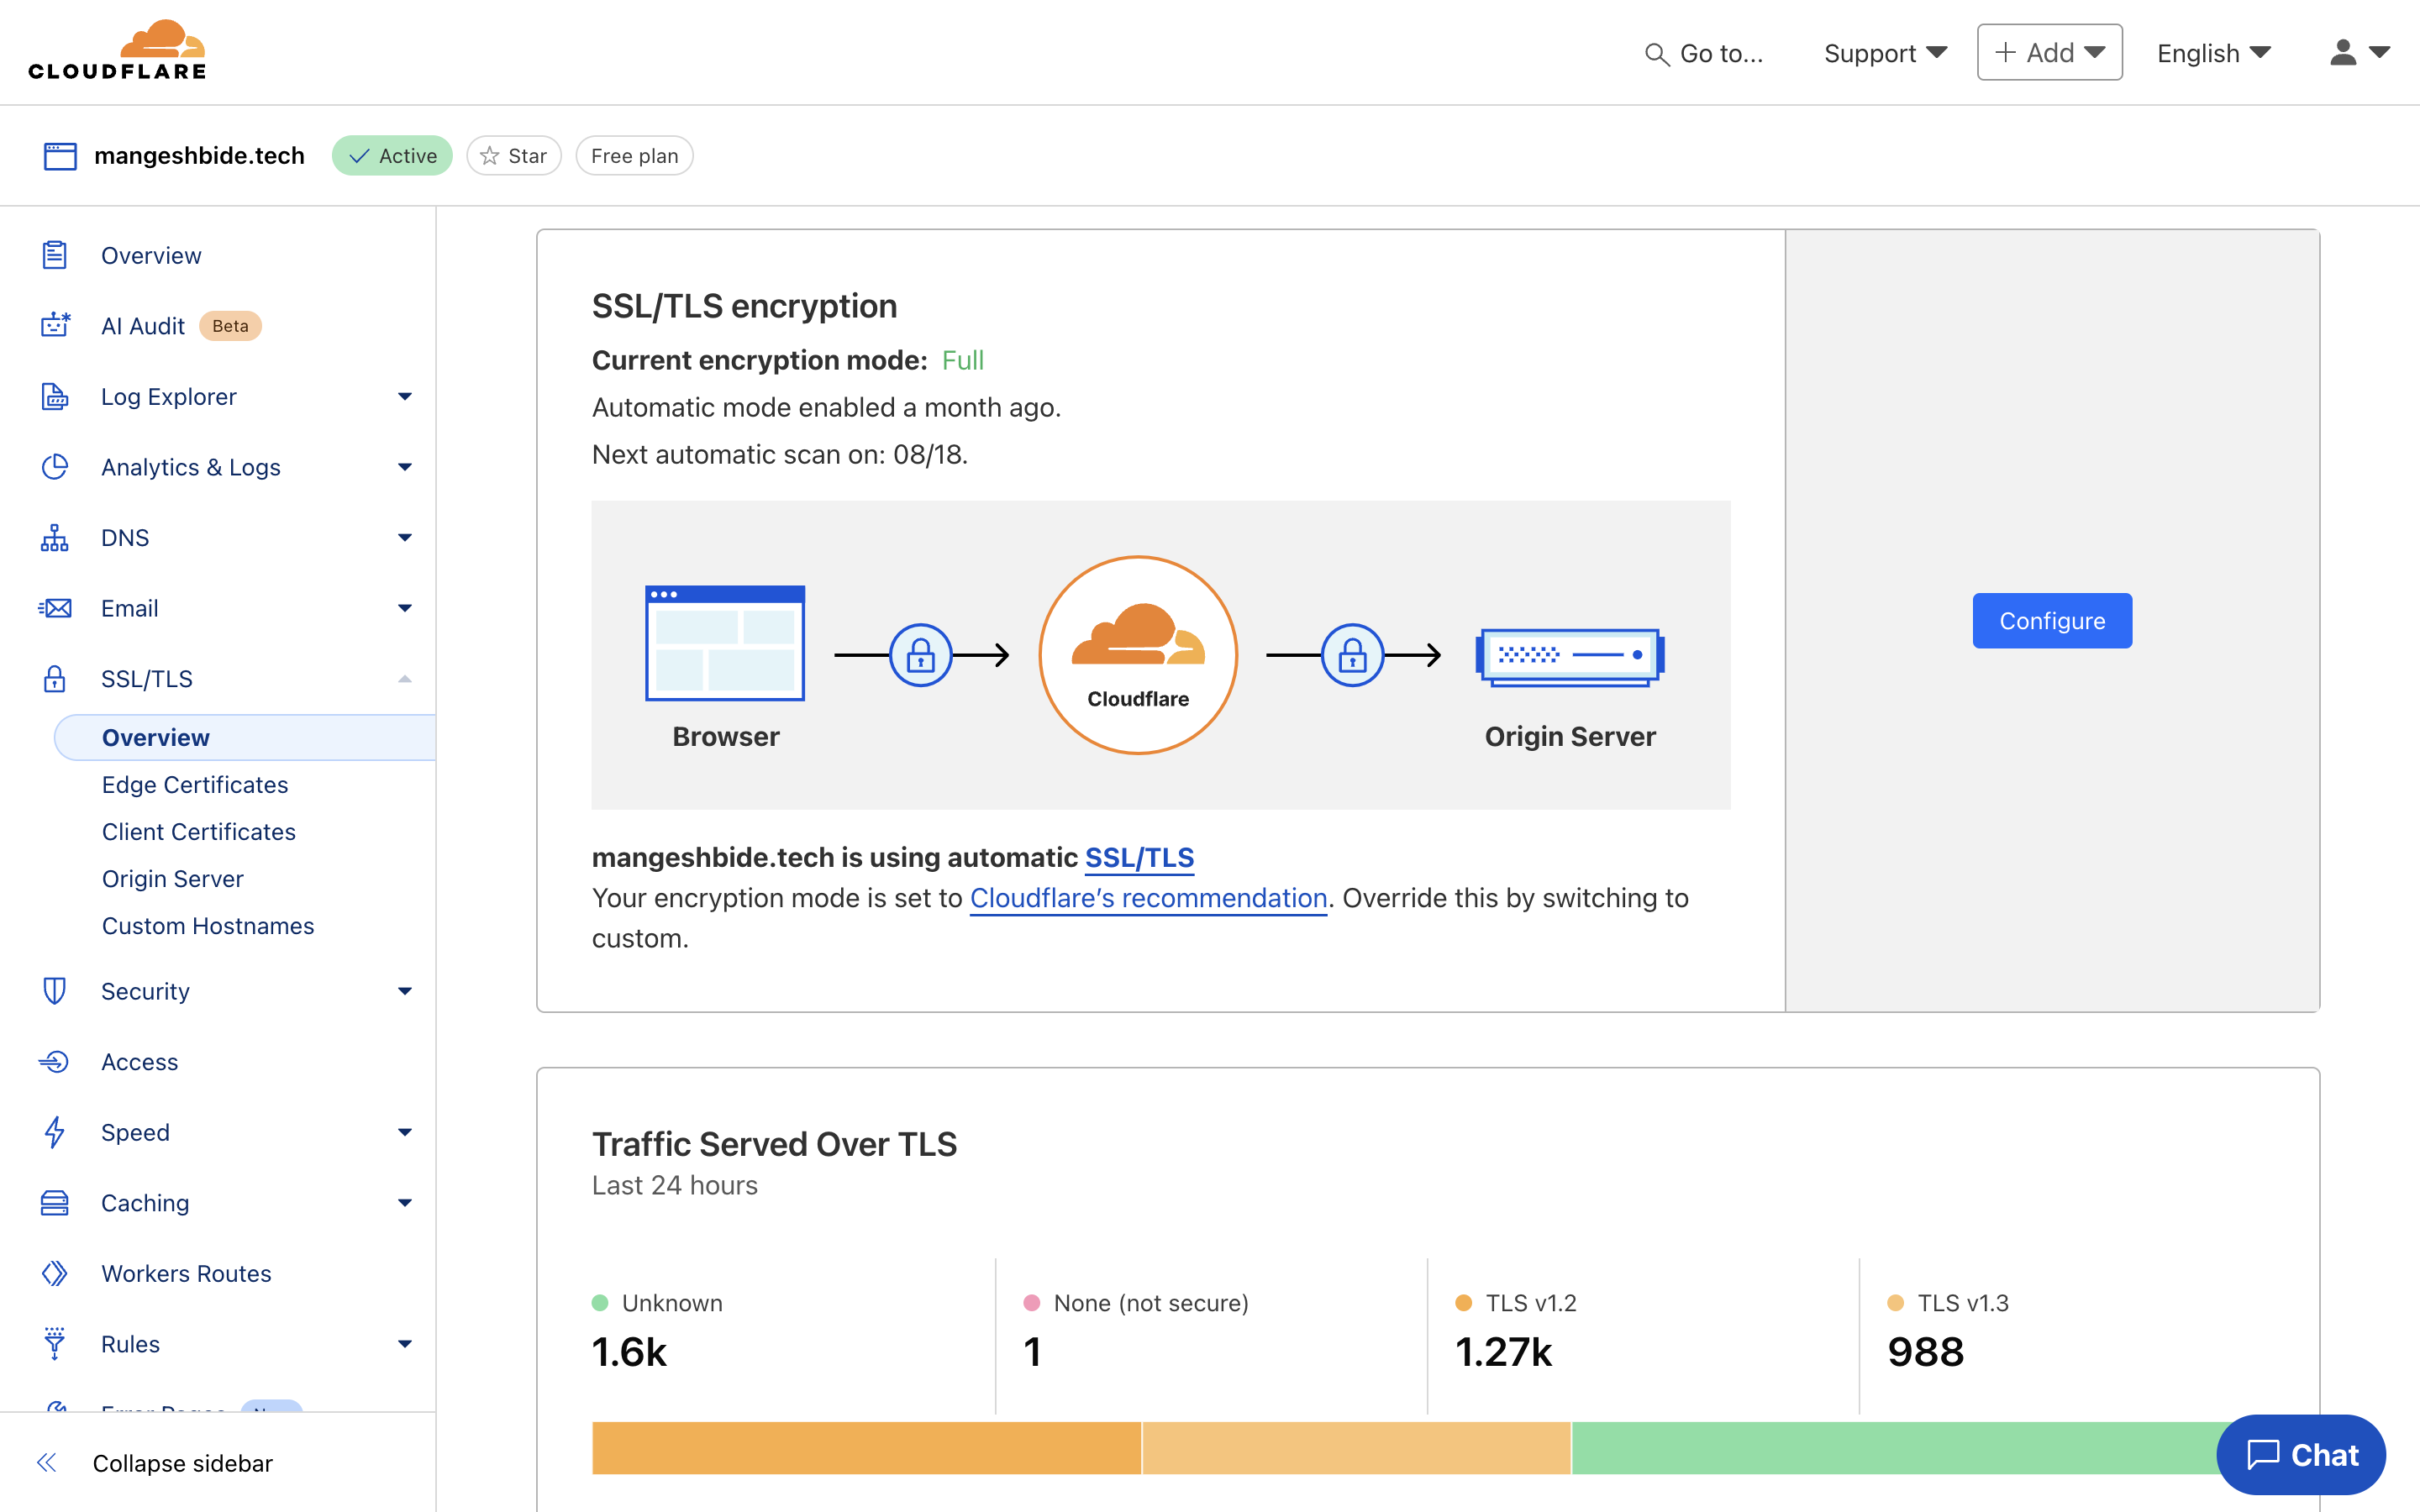 CLOUDFLARE
Go to...
Support
Add
English
mangeshbide.tech
Active
Star
Free plan
Overview
AI Audit Beta
Log Explorer
Analytics & Logs
DNS
Email
SSL/TLS
Overview
Edge Certificates
Client Certificates
Origin Server
Custom Hostnames
Security
Access
Speed
Caching
Workers Routes
Rules
Collapse sidebar
SSL/TLS encryption
Current encryption mode: Full
Automatic mode enabled a month ago.
Next automatic scan on: 08/18.
Browser
Cloudflare
Origin Server
mangeshbide.tech is using automatic SSL/TLS
Your encryption mode is set to Cloudflare’s recommendation. Override this by switching to
custom.
Configure
Traffic Served Over TLS
Last 24 hours
Unknown
1.6k
None (not secure)
1
TLS v1.2
1.27k
TLS v1.3
988
Chat